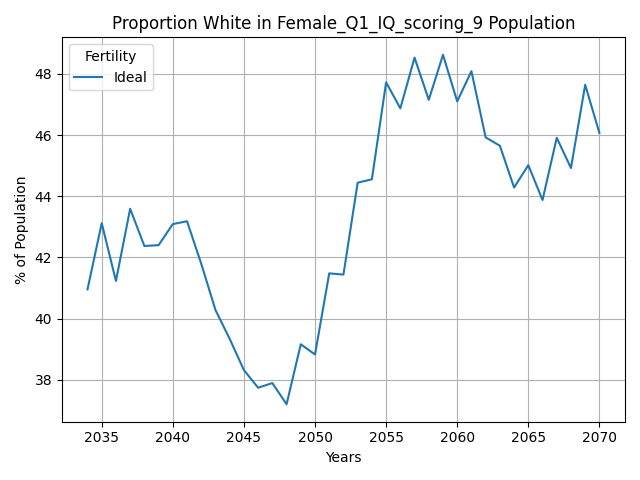 Proportion White in Female_Q1_IQ_scoring_9 Population
Fertility
Ideal
% of Population
48
46
44
42
40
38
2035 2040 2045 2050 2055 2060 2065 2070
Years